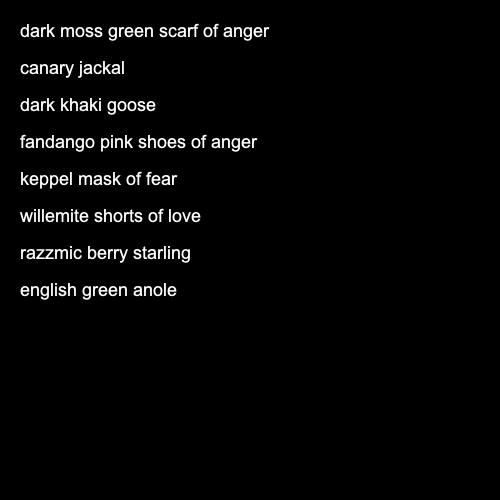 dark moss green scarf of anger
canary jackal
dark khaki goose
fandango pink shoes of anger
keppel mask of fear
willemite shorts of love
razzmic berry starling
english green anole